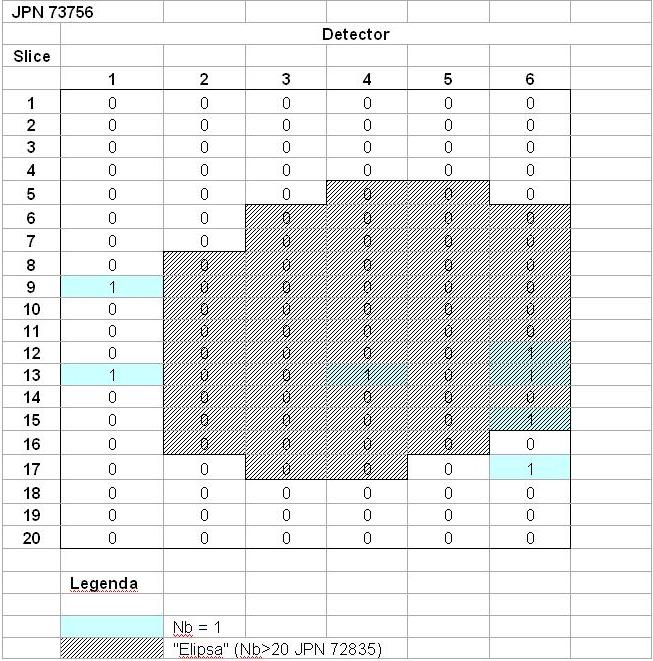 JPN 73756
Detector
Slice
1 2 3 4 5 6
1 0 0 0 0 0 0
2 0 0 0 0 0 0
3 0 0 0 0 0 0
4 0 0 0 0 0 0
5 0 0 0 0 0 0
6 0 0 0 0 0 0
7 0 0 0 0 0 0
8 0 0 0 0 0 0
9 1 0 0 0 0 0
10 0 0 0 0 0 0
11 0 0 0 0 0 0
12 0 0 0 0 0 1
13 1 0 0 1 0 1
14 0 0 0 0 0 0
15 0 0 0 0 0 1
16 0 0 0 0 0 0
17 0 0 0 0 0 1
18 0 0 0 0 0 0
19 0 0 0 0 0 0
20 0 0 0 0 0 0
Legenda
Nb = 1
"Elipsa" (Nb>20 JPN 72835)